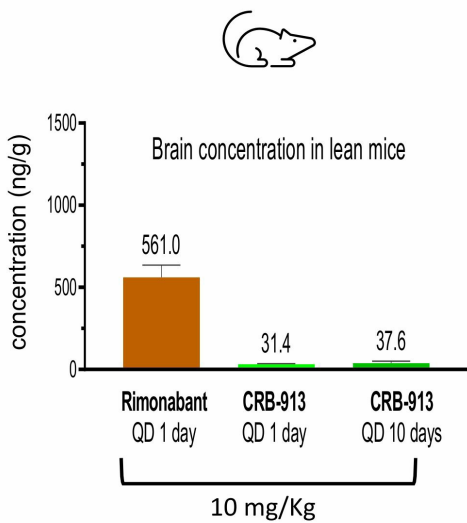 Brain concentration in lean mice
concentration (ng/g)
1500
1000
500
0
561.0
31.4
37.6
Rimonabant
QD 1 day
CRB-913
QD 1 day
CRB-913
QD 10 days
10 mg/Kg